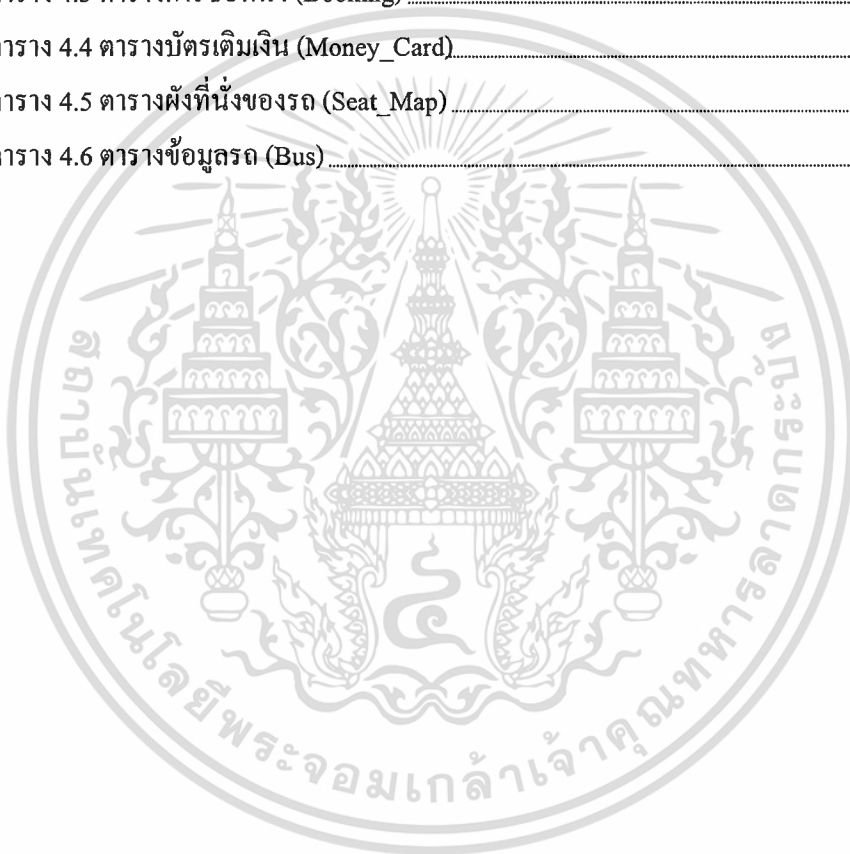 (Booking)
ตาราง 4.4 ตารางบัตรเติมเงิน (Money_Card)
ตาราง 4.5 ตารางผังที่นั่งของรถ (Seat_Map)
ตาราง 4.6 ตารางข้อมูลรถ (Bus)
สถาบันเทคโนโลยีพระจอมเกล้าเจ้าคุณทหารลาดกระบัง